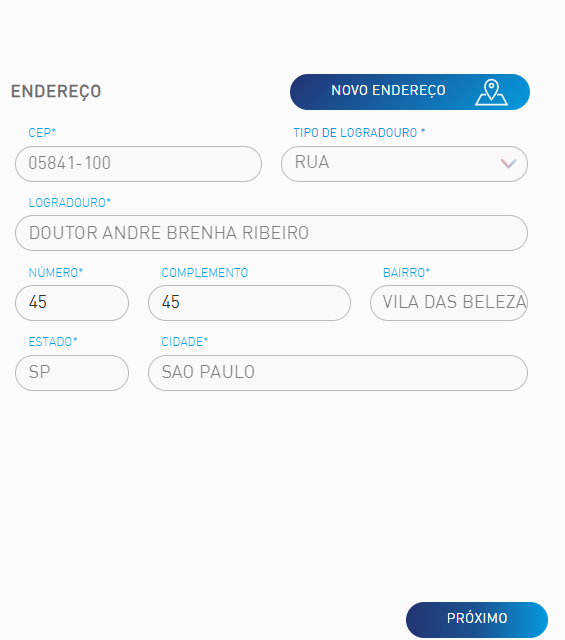 ENDEREÇO NOVO ENDEREÇO
CEP* TIPO DE LOGRADOURO *
05841-100 RUA
LOGRADOURO*
DOUTOR ANDRE BRENHA RIBEIRO
NÚMERO* COMPLEMENTO BAIRRO*
45 45 VILA DAS BELEZA
ESTADO* CIDADE*
SP SAO PAULO
PRÓXIMO